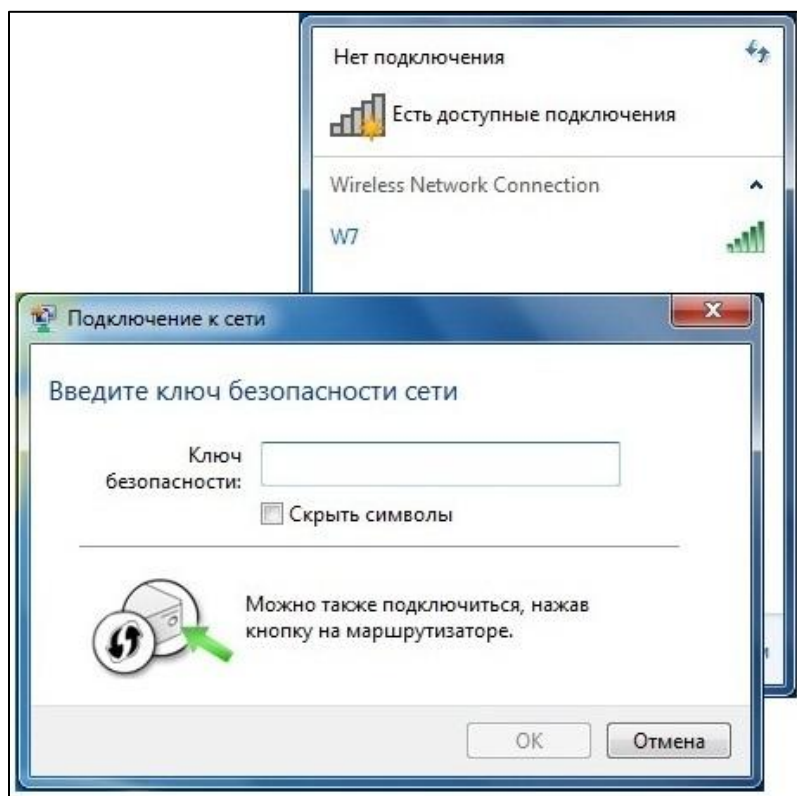 Нет подключения
Есть доступные подключения
Wireless Network Connection
W7
Подключение к сети
Введите ключ безопасности сети
Ключ
безопасности:
Скрыть символы
Можно также подключиться, нажав
кнопку на маршрутизаторе.
OK
Отмена